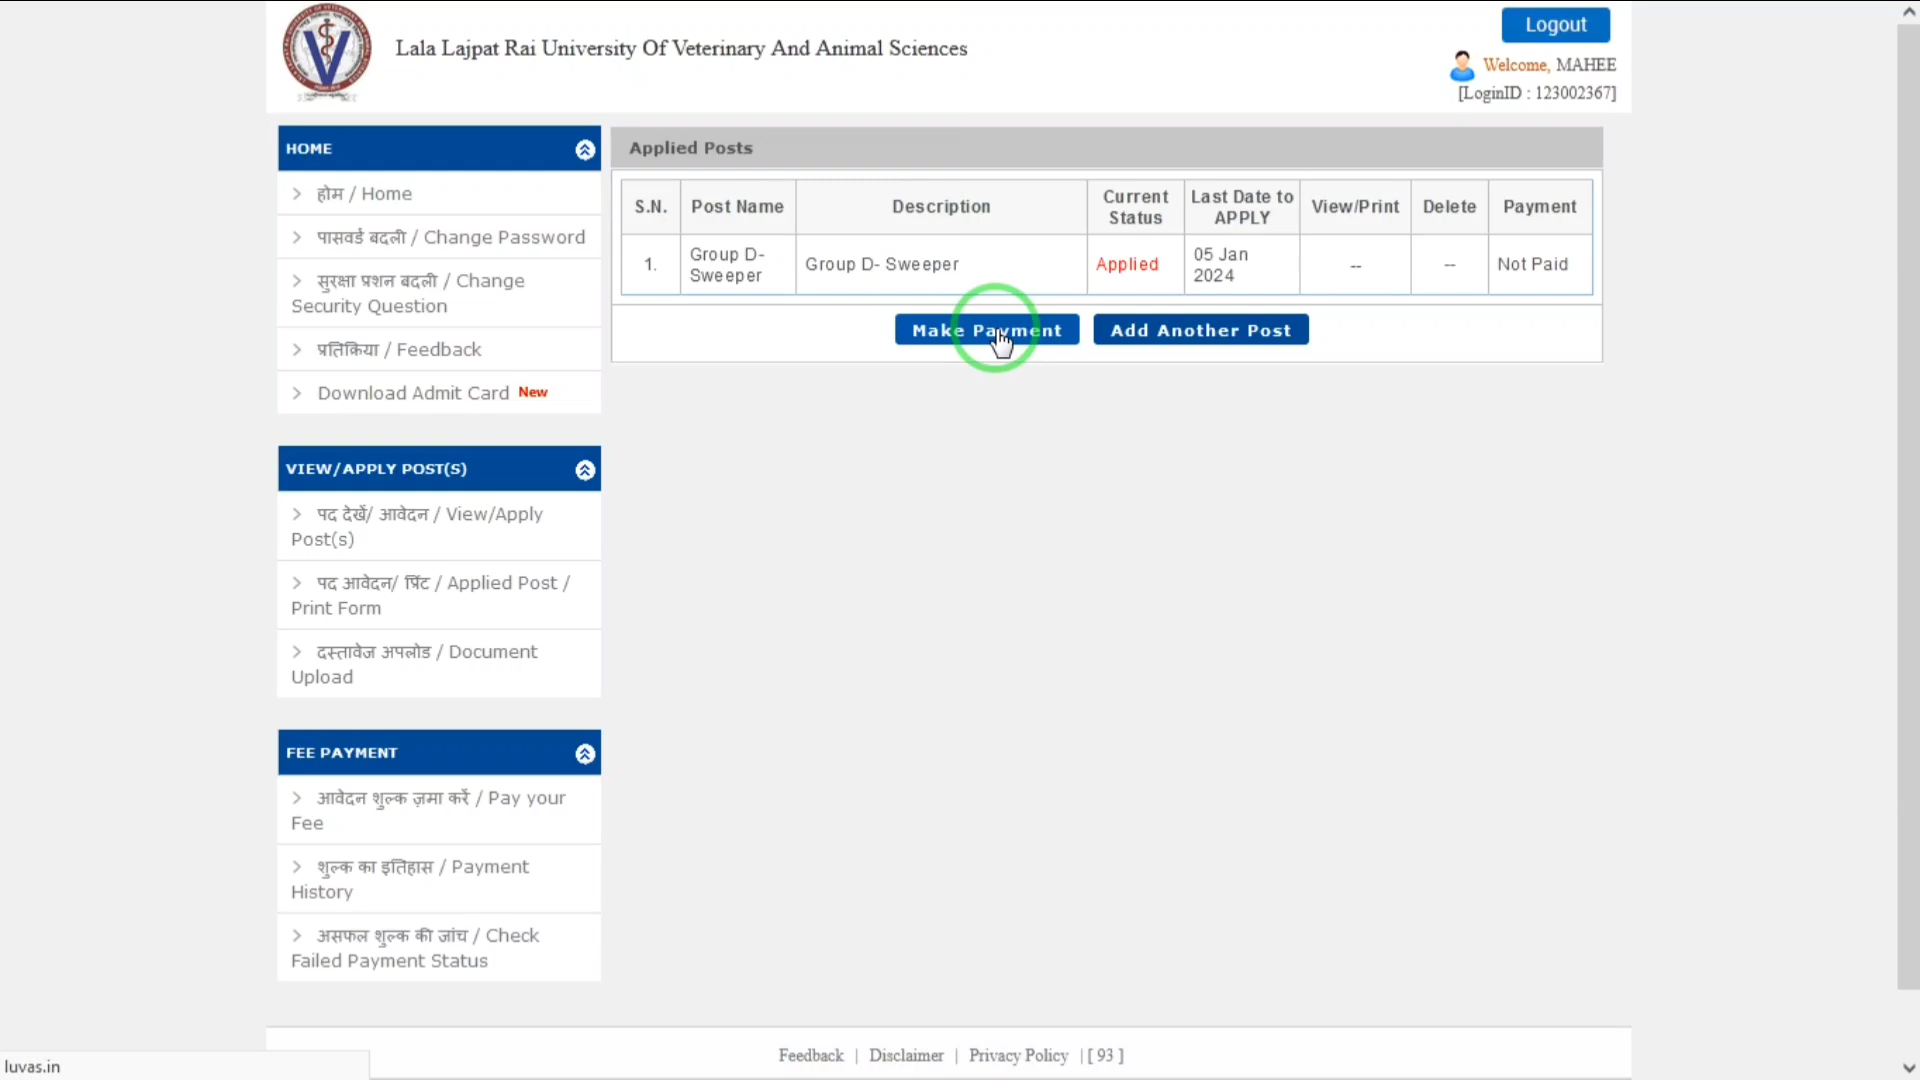 Lala Lajpat Rai University Of Veterinary And Animal Sciences
Logout
Welcome, MAHEE
[LoginID : 123002367]
HOME
होम / Home
पासवर्ड बदली / Change Password
सुरक्षा प्रशन बदली / Change
Security Question
प्रतिक्रिया / Feedback
Download Admit Card New
VIEW/APPLY POST(S)
पद देखें/ आवेदन / View/Apply
Post(s)
पद आवेदन/ प्रिंट / Applied Post /
Print Form
दस्तावेज अपलोड / Document
Upload
FEE PAYMENT
आवेदन शुल्क ज़मा करें / Pay your
Fee
शुल्क का इतिहास / Payment
History
असफल शुल्क की जांच / Check
Failed Payment Status
Applied Posts
S.N. Post Name Description Current Status Last Date to APPLY View/Print Delete Payment
1. Group D- Sweeper Group D- Sweeper Applied 05 Jan 2024 -- -- Not Paid
Make Payment Add Another Post
Feedback | Disclaimer | Privacy Policy | [ 93 ]
luvas.in